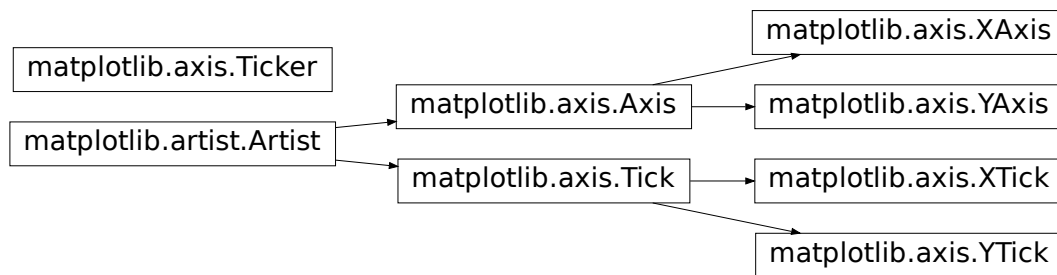 matplotlib.axis.Ticker
matplotlib.artist.Artist
matplotlib.axis.Axis
matplotlib.axis.Tick
matplotlib.axis.XAxis
matplotlib.axis.YAxis
matplotlib.axis.XTick
matplotlib.axis.YTick